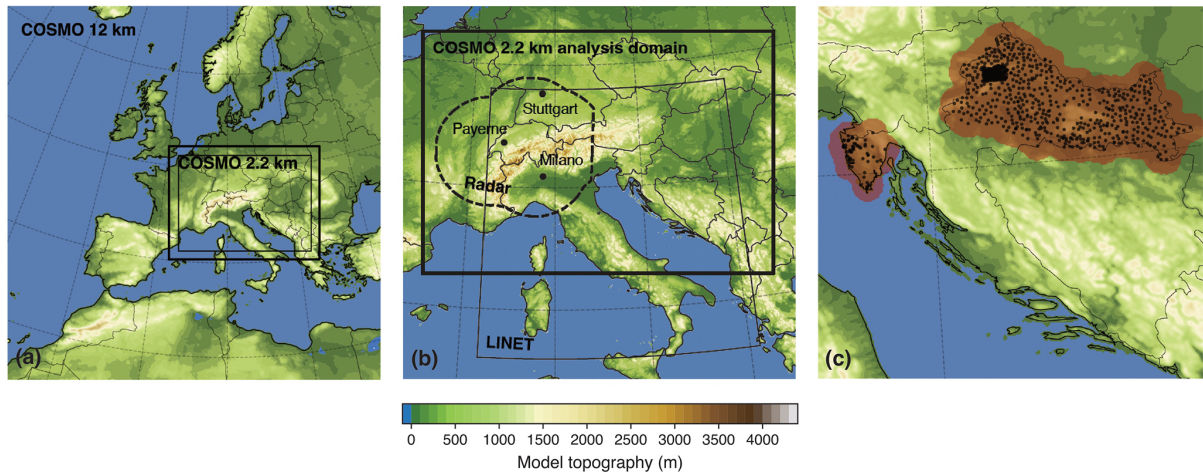 COSMO 12 km
COSMO 2.2 km
(a)
COSMO 2.2 km analysis domain
Stuttgart
Payerne
Milano
Radar
LINET
(b)
(c)
0 500 1000 1500 2000 2500 3000 3500 4000
Model topography (m)